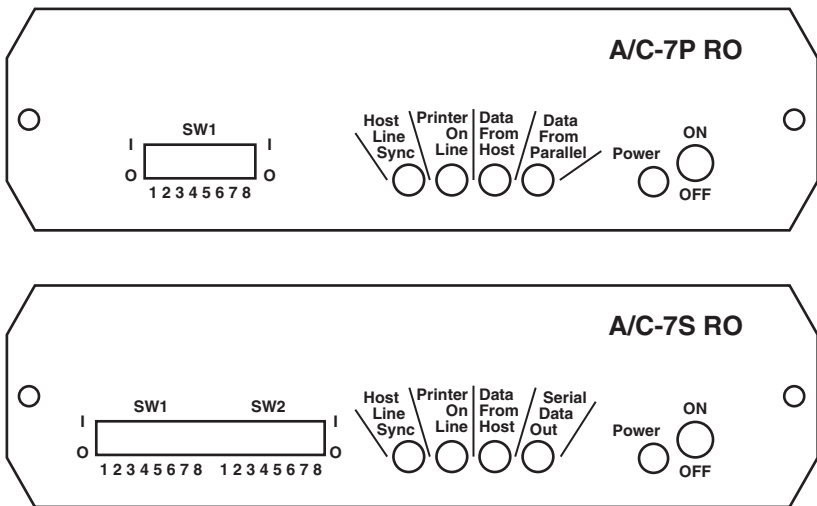 A/C-7P RO
SW1
I I
O O
1 2 3 4 5 6 7 8
Host
Line
Sync
Printer
On
Line
Data
From
Host
Data
From
Parallel
Power
ON
OFF
A/C-7S RO
SW1 SW2
I I
O O
1 2 3 4 5 6 7 8 1 2 3 4 5 6 7 8
Host
Line
Sync
Printer
On
Line
Data
From
Host
Serial
Data
Out
Power
ON
OFF